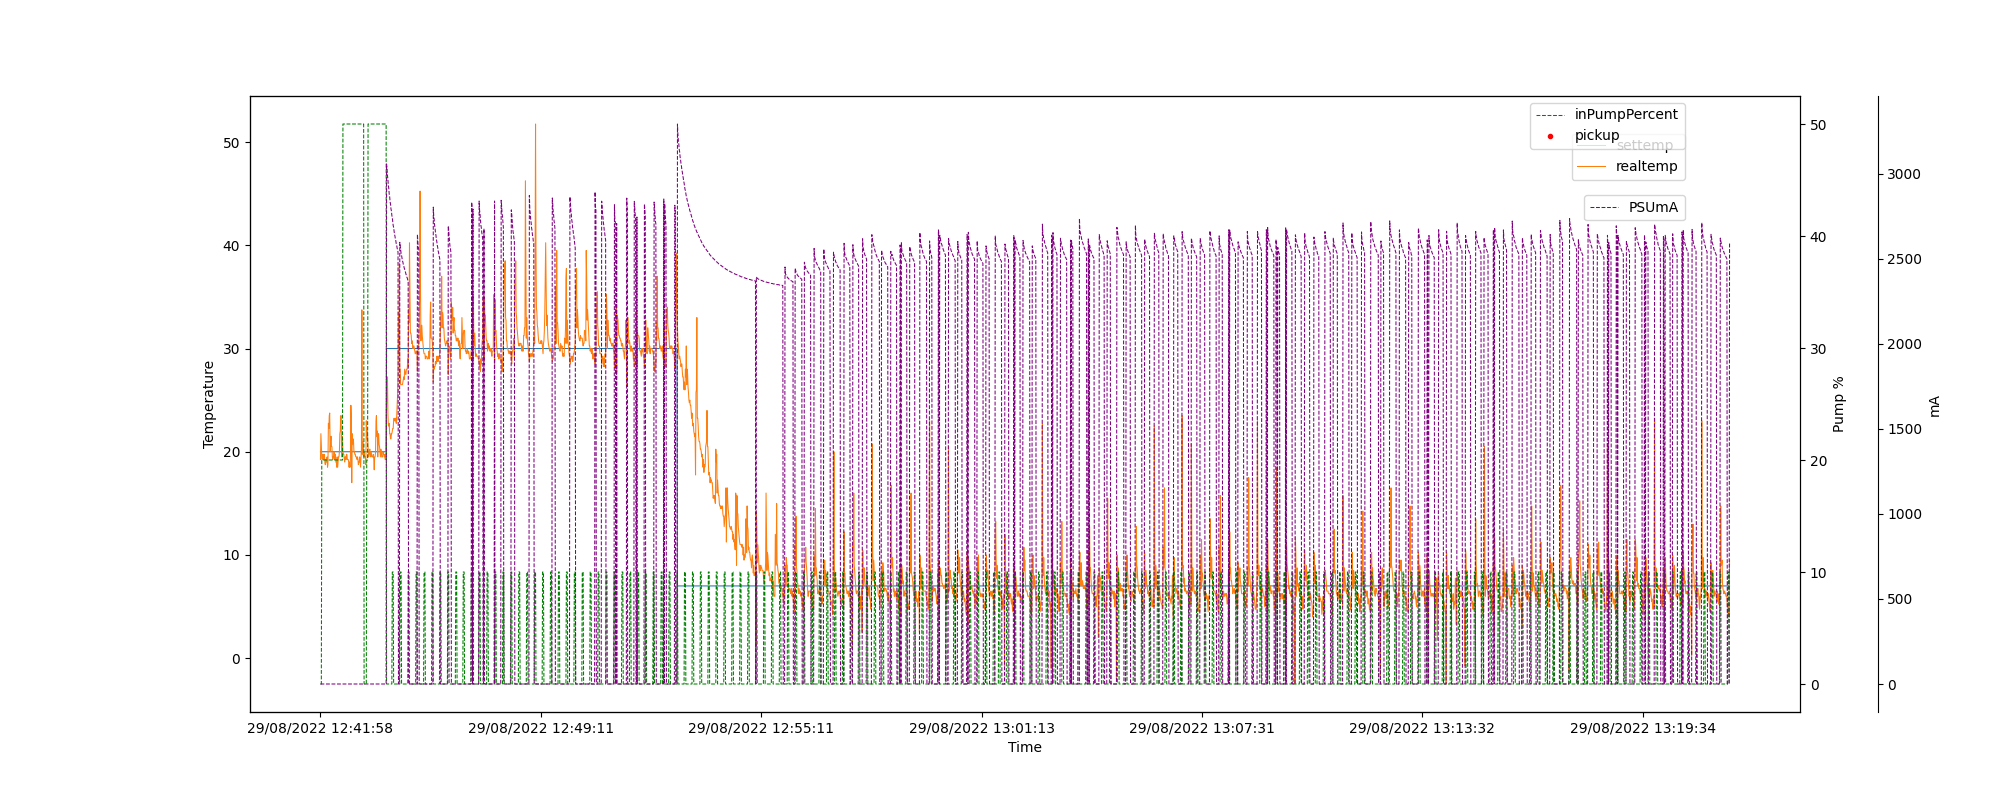 inPumpPercent
pickup
settemp
realtemp
PSUmA
50
40
30
20
10
0
Temperature
50
40
30
20
10
0
Pump %
3000
2500
2000
1500
1000
500
0
mA
29/08/2022 12:41:58
29/08/2022 12:49:11
29/08/2022 12:55:11
29/08/2022 13:01:13
29/08/2022 13:07:31
29/08/2022 13:13:32
29/08/2022 13:19:34
Time